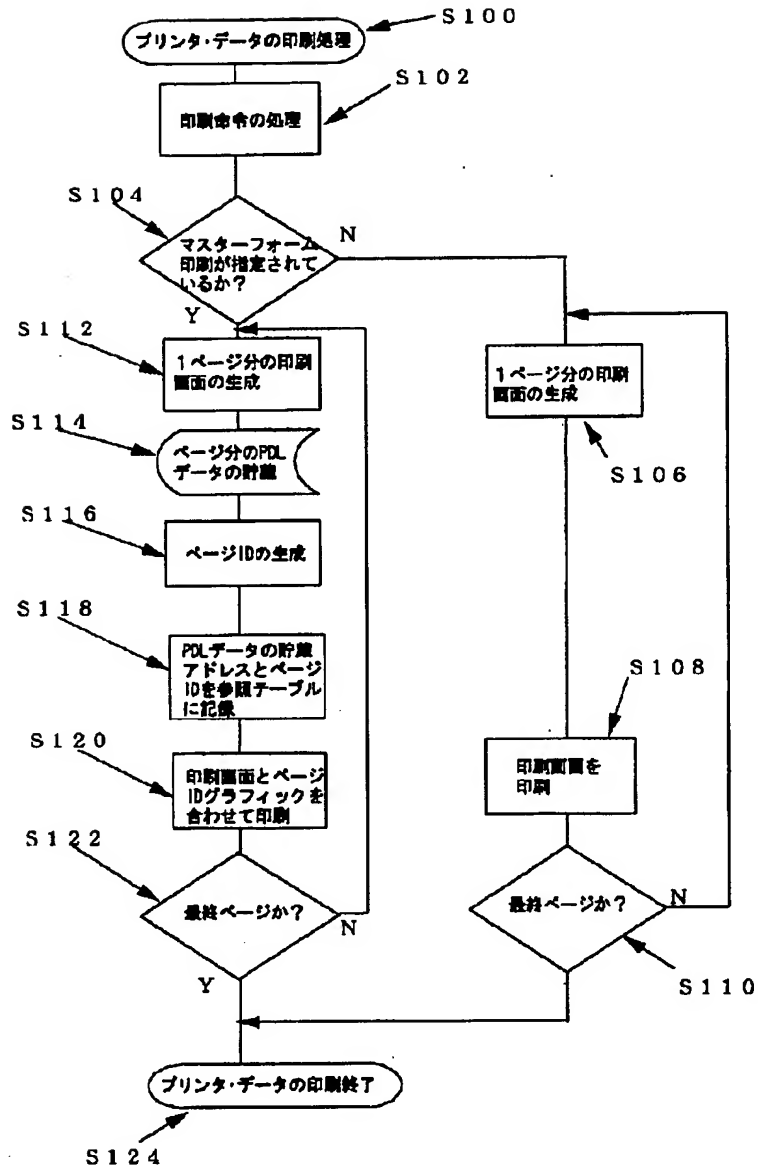 S100
プリンタ・データの印刷処理
S102
印刷命令の処理
S104
マスターフォーム
印刷が指定されて
いるか？
N
Y
S112
1ページ分の印刷
画面の生成
S114
ページ分のPDL
データの貯蔵
S116
ページIDの生成
S118
PDLデータの貯蔵
アドレスとページ
IDを参照テーブル
に記録
S120
印刷画面とページ
IDグラフィックを
合わせて印刷
S122
最終ページか？
N
Y
1ページ分の印刷
画面の生成
S106
S108
印刷画面を
印刷
最終ページか？
N
S110
プリンタ・データの印刷終了
S124